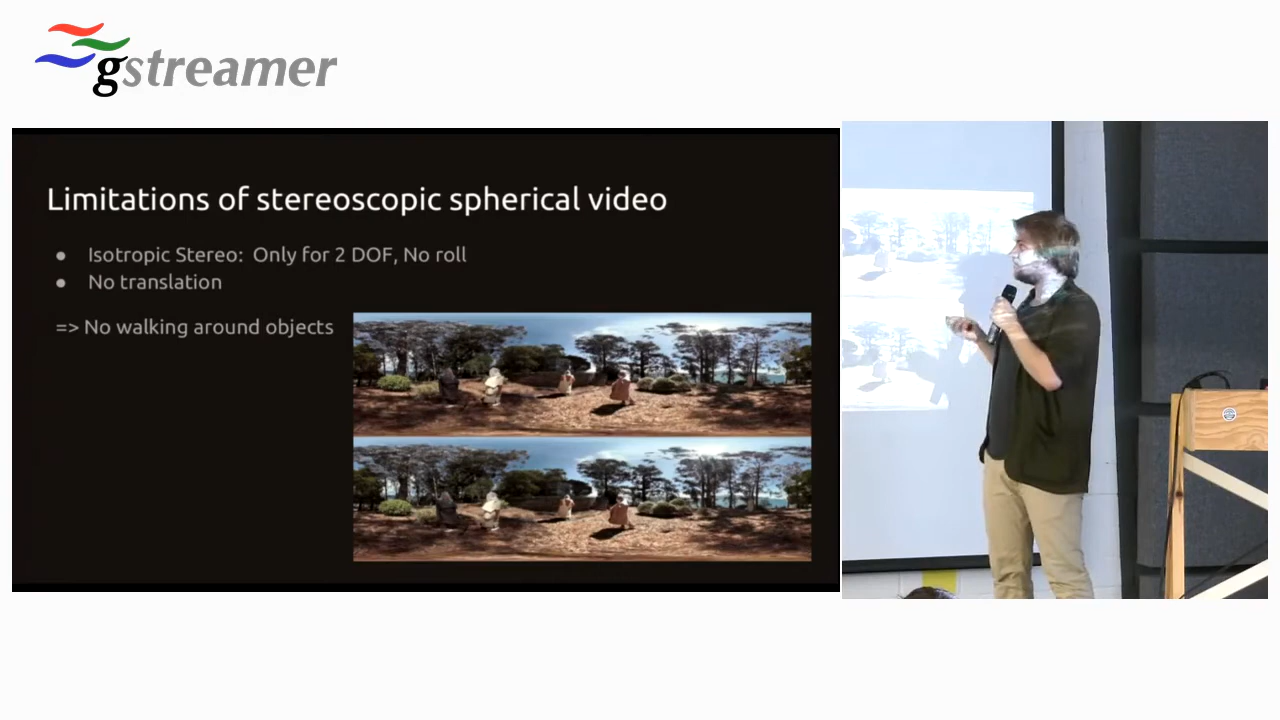 gstreamer
Limitations of stereoscopic spherical video
● Isotropic Stereo: Only for 2 DOF, No roll
● No translation
=> No walking around objects